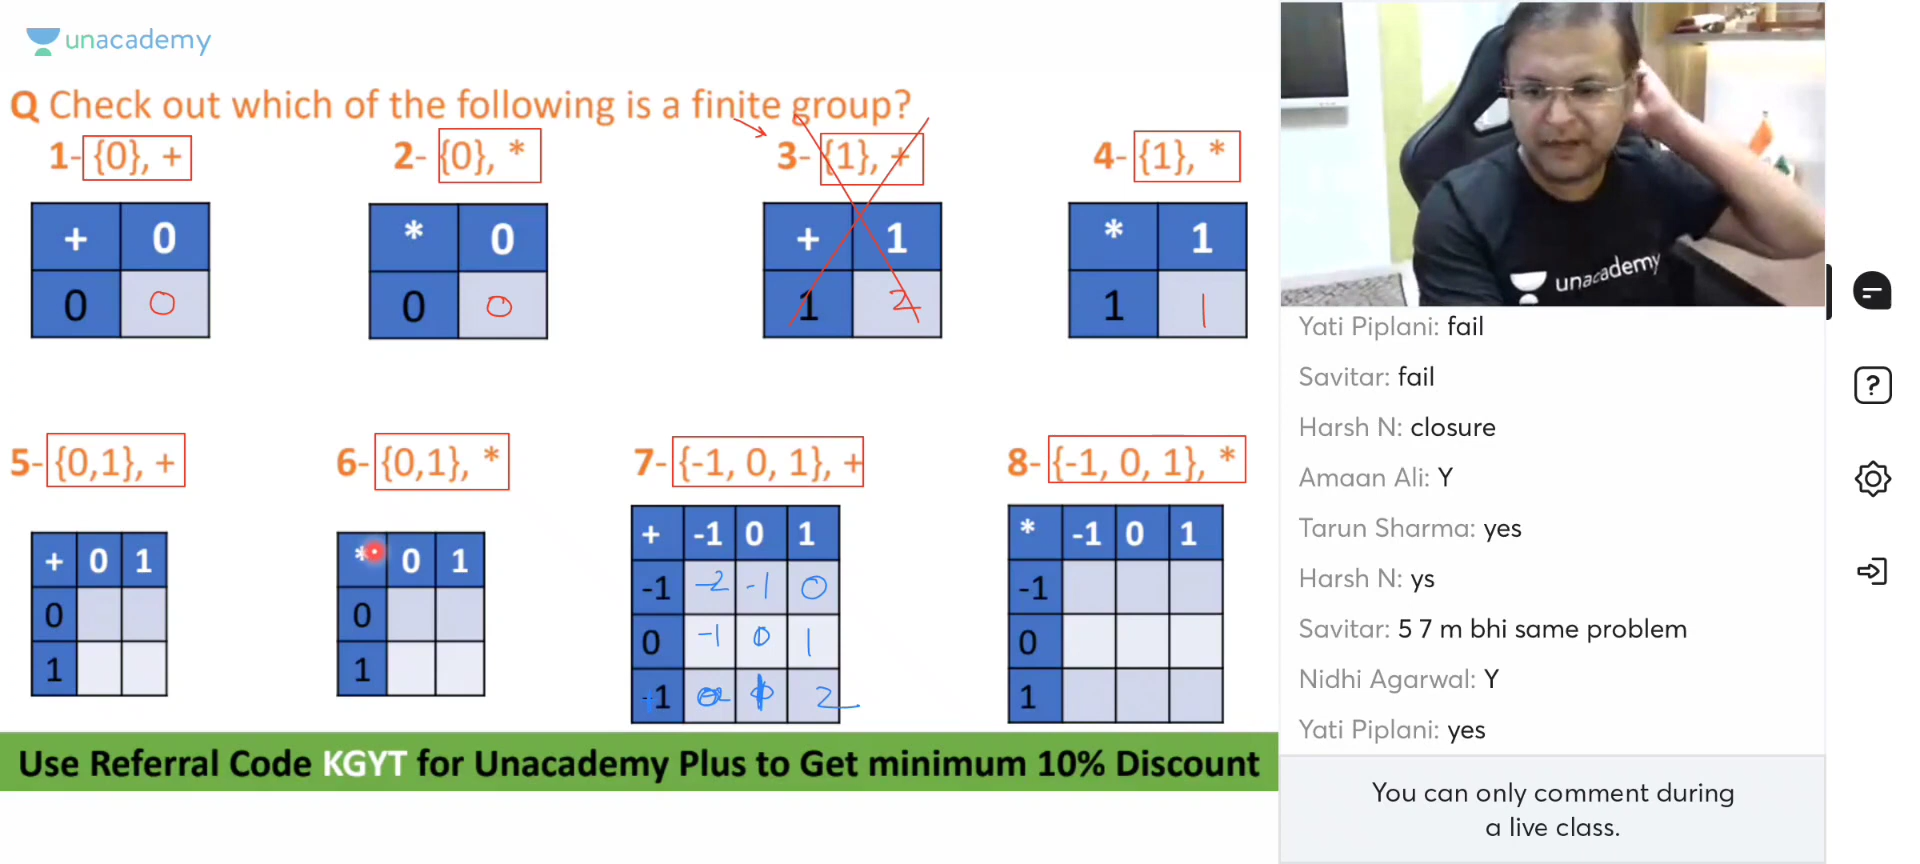 unacademy
Q Check out which of the following is a finite group?
1- {0}, +
2- {0}, *
3- {1}, +
4- {1}, *
+ 0
0 0
* 0
0 0
+ 1
1 2
* 1
1 1
5- {0,1}, +
6- {0,1}, *
7- {-1, 0, 1}, +
8- {-1, 0, 1}, *
+ 0 1
0
1
* 0 1
0
1
+ -1 0 1
-1 -2 -1 0
0 -1 0 1
1 2
* -1 0 1
-1
0
1
Use Referral Code KGYT for Unacademy Plus to Get minimum 10% Discount
unacademy
Yati Piplani: fail
Savitar: fail
Harsh N: closure
Amaan Ali: Y
Tarun Sharma: yes
Harsh N: ys
Savitar: 5 7 m bhi same problem
Nidhi Agarwal: Y
Yati Piplani: yes
You can only comment during
a live class.
?